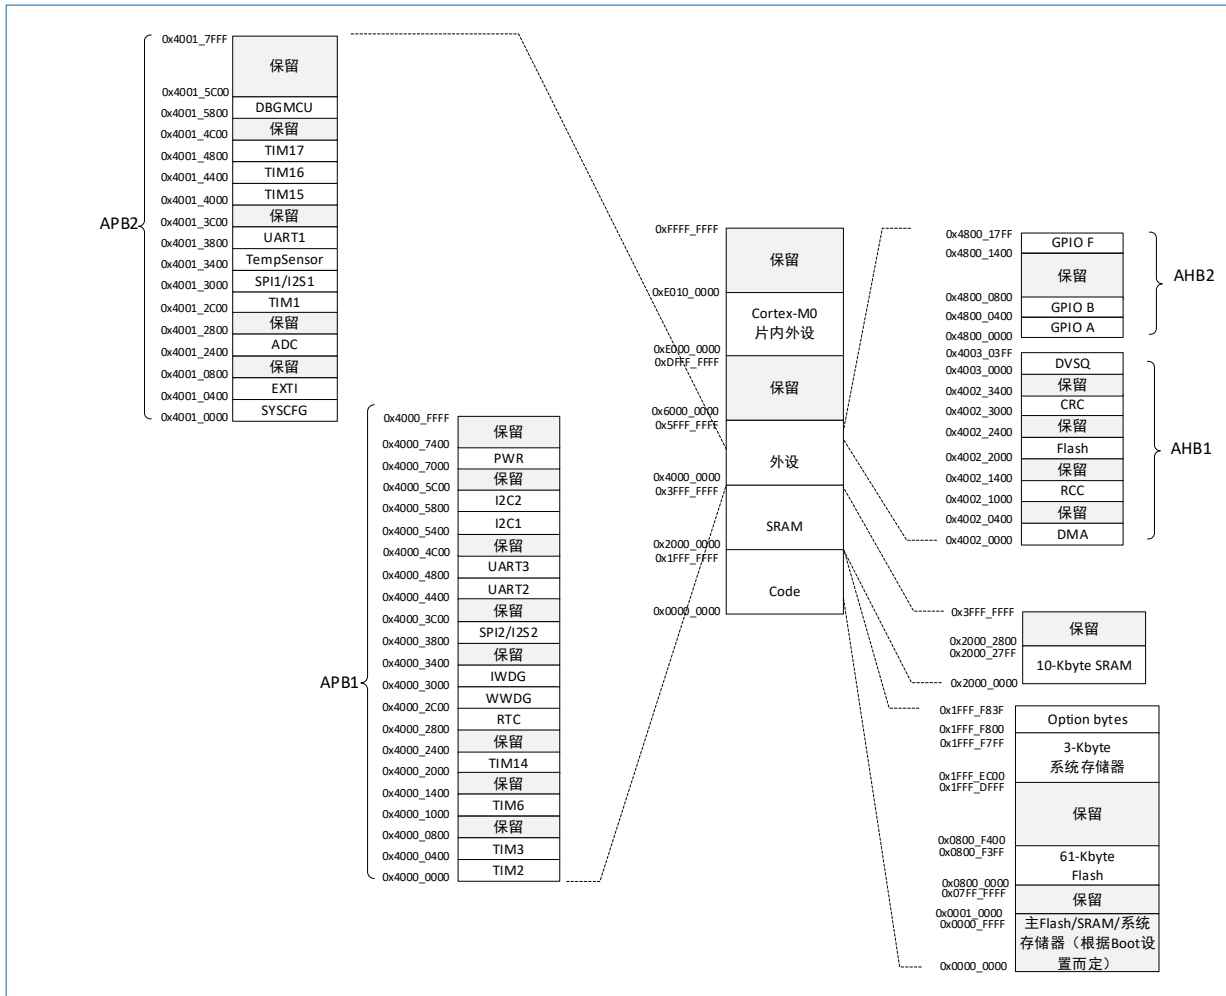 0x4001_7FFF
保留
0x4001_5C00
DBGMCU
0x4001_5800
保留
0x4001_4C00
TIM17
0x4001_4800
TIM16
0x4001_4400
TIM15
0x4001_4000
保留
0x4001_3C00
UART1
0x4001_3800
TempSensor
0x4001_3400
SPI1/I2S1
0x4001_3000
TIM1
0x4001_2C00
保留
0x4001_2800
ADC
0x4001_2400
保留
0x4001_0800
EXTI
0x4001_0400
SYSCFG
0x4001_0000
APB2
0x4000_FFFF
保留
0x4000_7400
PWR
0x4000_7000
保留
0x4000_5C00
I2C2
0x4000_5800
I2C1
0x4000_5400
保留
0x4000_4C00
UART3
0x4000_4800
UART2
0x4000_4400
保留
0x4000_3C00
SPI2/I2S2
0x4000_3800
保留
0x4000_3400
IWDG
0x4000_3000
WWDG
0x4000_2C00
RTC
0x4000_2800
保留
0x4000_2400
TIM14
0x4000_2000
保留
0x4000_1400
TIM6
0x4000_1000
保留
0x4000_0800
TIM3
0x4000_0400
TIM2
0x4000_0000
APB1
0xFFFF_FFFF
保留
0xE010_0000
Cortex-M0
片内外设
0xE000_0000
0xDFFF_FFFF
保留
0x6000_0000
0x5FFF_FFFF
外设
0x4000_0000
0x3FFF_FFFF
SRAM
0x2000_0000
0x1FFF_FFFF
Code
0x0000_0000
0x4800_17FF
GPIO F
0x4800_1400
保留
0x4800_0800
GPIO B
0x4800_0400
GPIO A
0x4800_0000
AHB2
0x4003_03FF
DVSQ
0x4003_0000
保留
0x4002_3400
CRC
0x4002_3000
保留
0x4002_2400
Flash
0x4002_2000
保留
0x4002_1400
RCC
0x4002_1000
保留
0x4002_0400
DMA
0x4002_0000
AHB1
0x3FFF_FFFF
保留
0x2000_2800
0x2000_27FF
10-Kbyte SRAM
0x2000_0000
0x1FFF_F83F
Option bytes
0x1FFF_F800
0x1FFF_F7FF
3-Kbyte
系统存储器
0x1FFF_EC00
0x1FFF_DFFF
保留
0x0800_F400
0x0800_F3FF
61-Kbyte
Flash
0x0800_0000
0x07FF_FFFF
保留
0x0001_0000
0x0000_FFFF
主Flash/SRAM/系统
存储器（根据Boot设
置而定）
0x0000_0000